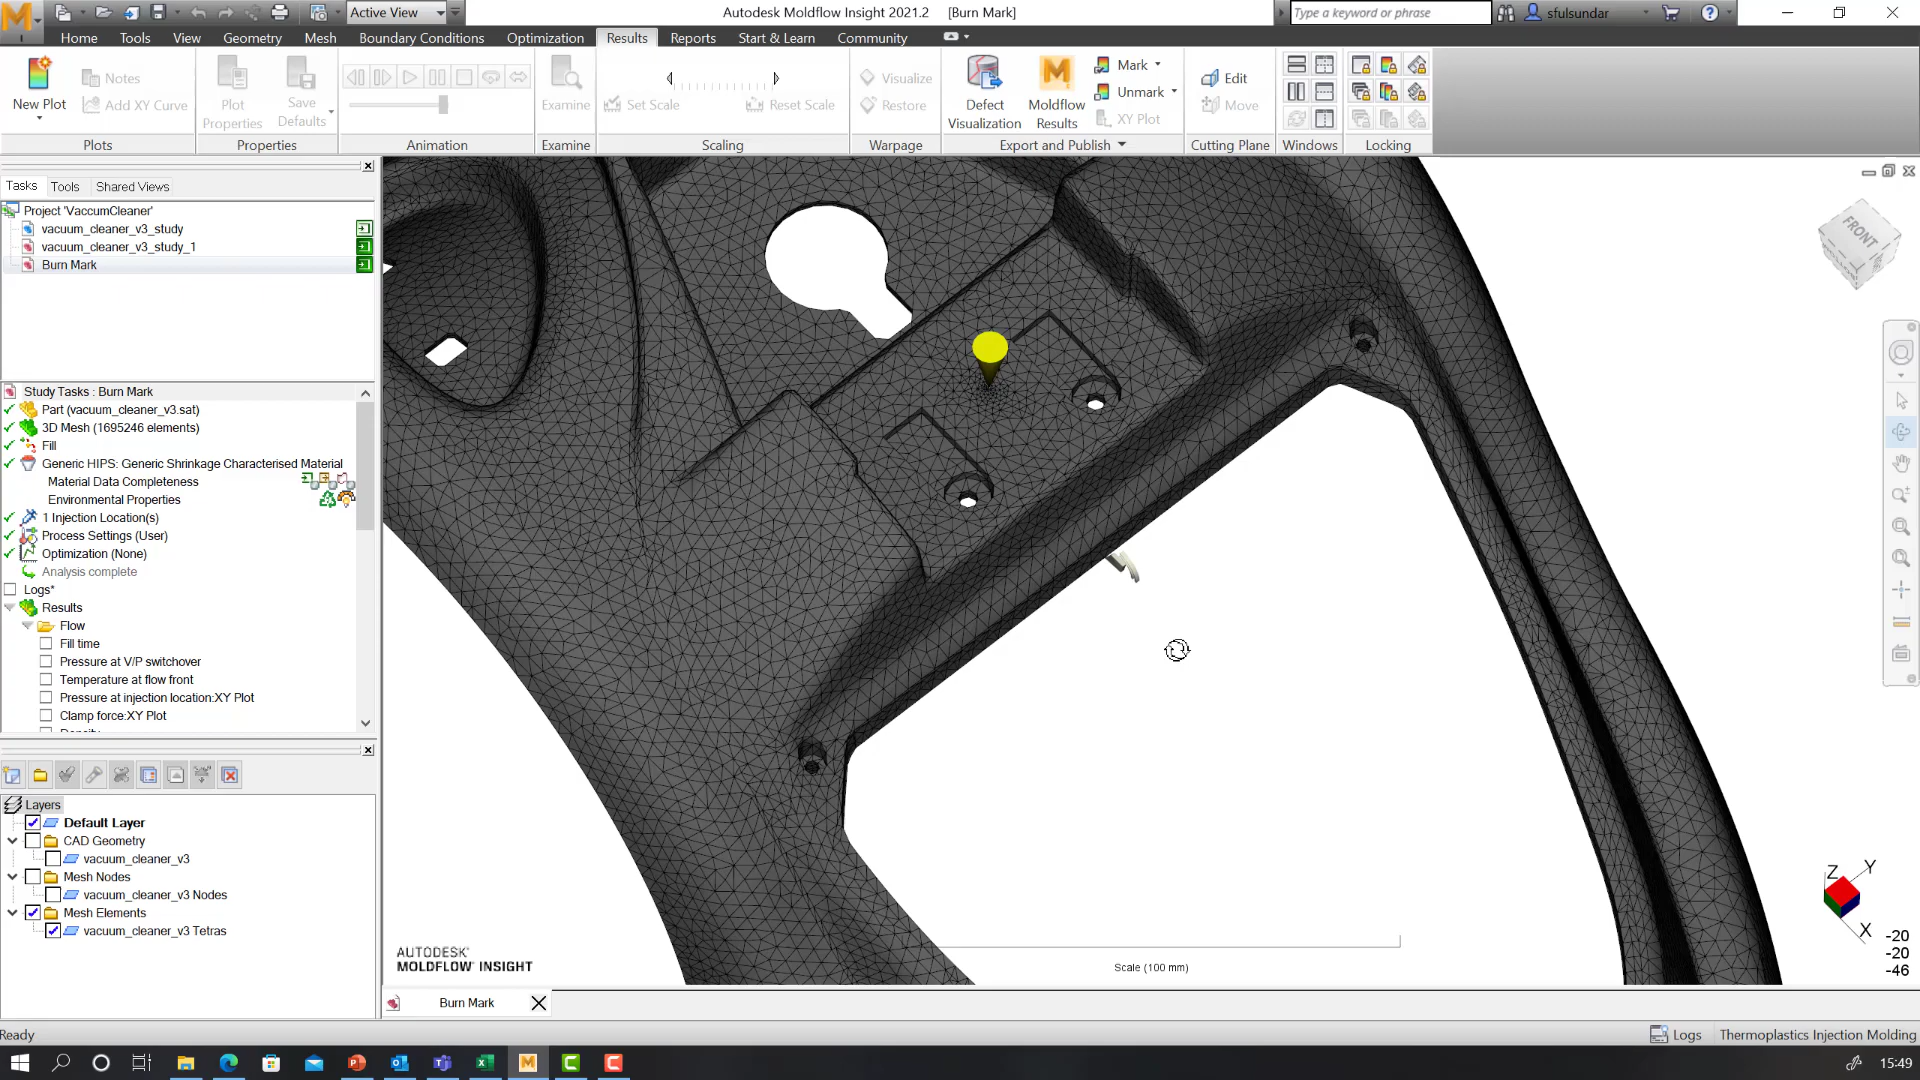 Active View
Autodesk Moldflow Insight 2021.2 [Burn Mark]
Type a keyword or phrase
sfulsundar
Home Tools View Geometry Mesh Boundary Conditions Optimization Results Reports Start & Learn Community
New Plot
Notes
Add XY Curve
Plots
Plot Properties
Save Defaults
Properties
Animation
Examine
Examine
Set Scale
Reset Scale
Scaling
Visualize
Restore
Warpage
Defect Visualization
Moldflow Results
Mark
Unmark
XY Plot
Export and Publish
Edit
Move
Cutting Plane
Windows
Locking
Tasks Tools Shared Views
Project 'VaccumCleaner'
vacuum_cleaner_v3_study
vacuum_cleaner_v3_study_1
Burn Mark
Study Tasks : Burn Mark
Part (vacuum_cleaner_v3.sat)
3D Mesh (1695246 elements)
Fill
Generic HIPS: Generic Shrinkage Characterised Material
Material Data Completeness
Environmental Properties
1 Injection Location(s)
Process Settings (User)
Optimization (None)
Analysis complete
Logs*
Results
Flow
Fill time
Pressure at V/P switchover
Temperature at flow front
Pressure at injection location:XY Plot
Clamp force:XY Plot
Layers
Default Layer
CAD Geometry
vacuum_cleaner_v3
Mesh Nodes
vacuum_cleaner_v3 Nodes
Mesh Elements
vacuum_cleaner_v3 Tetras
FRONT
AUTODESK
MOLDFLOW INSIGHT
Scale (100 mm)
Z
Y
X
-20
-20
-46
Burn Mark
Ready
Logs
Thermoplastics Injection Molding
15:49